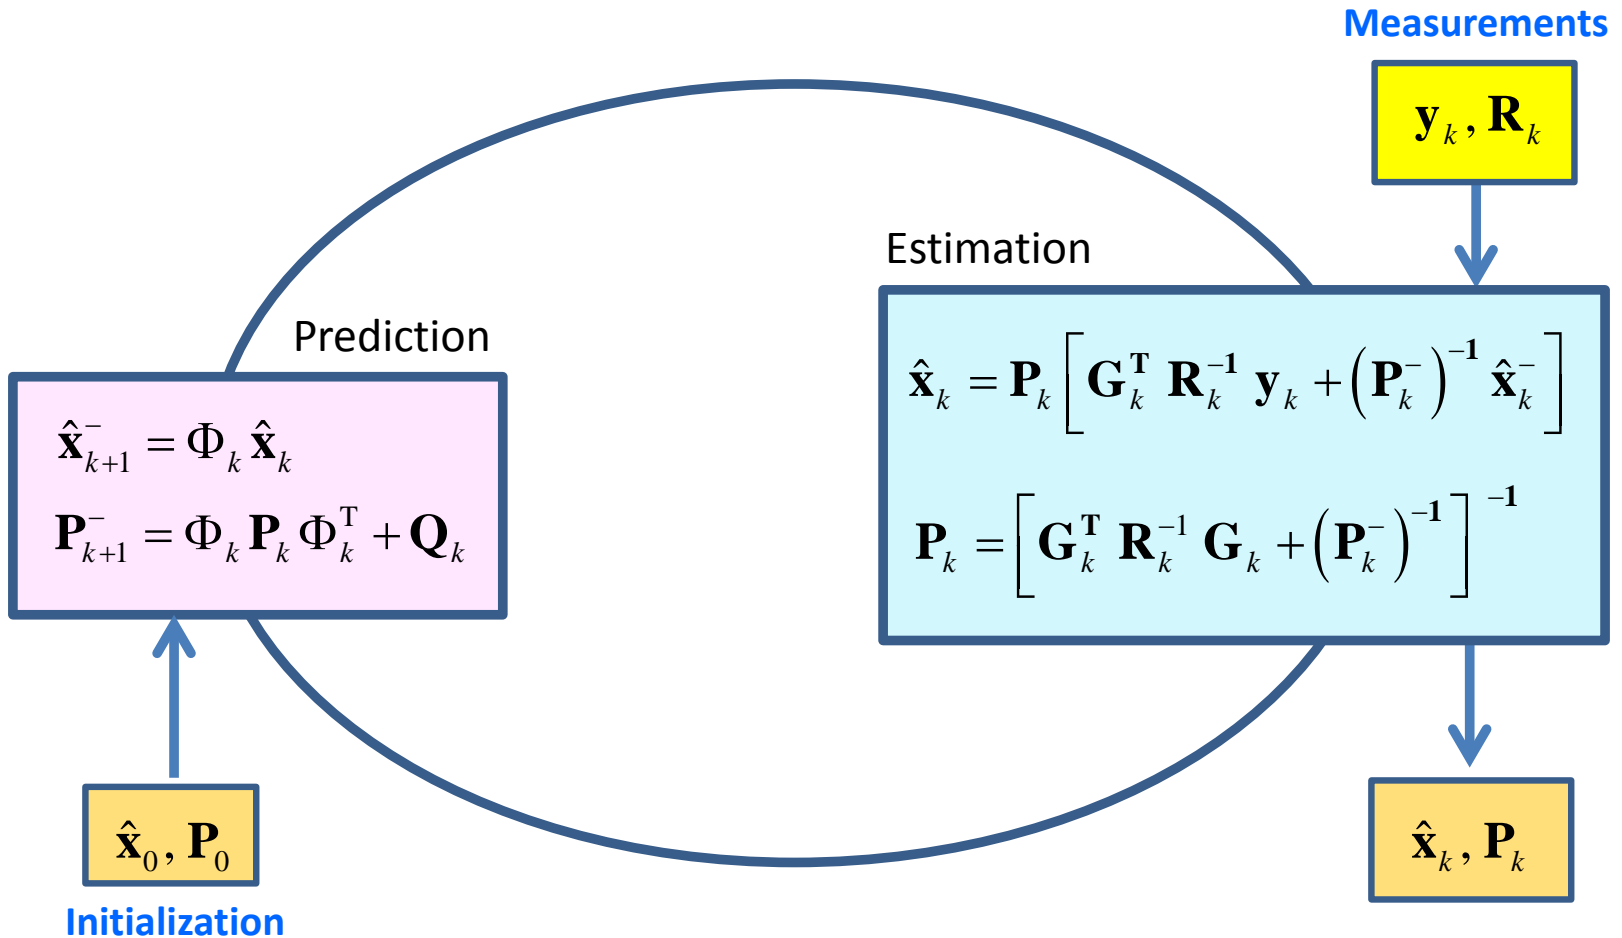 Measurements
y_k, R_k
Estimation
x̂_k = P_k [ G_k^T R_k^{-1} y_k + (P_k^-)^{-1} x̂_k^- ]
P_k = [ G_k^T R_k^{-1} G_k + (P_k^-)^{-1} ]^{-1}
Prediction
x̂_{k+1}^- = Φ_k x̂_k
P_{k+1}^- = Φ_k P_k Φ_k^T + Q_k
x̂_0, P_0
Initialization
x̂_k, P_k